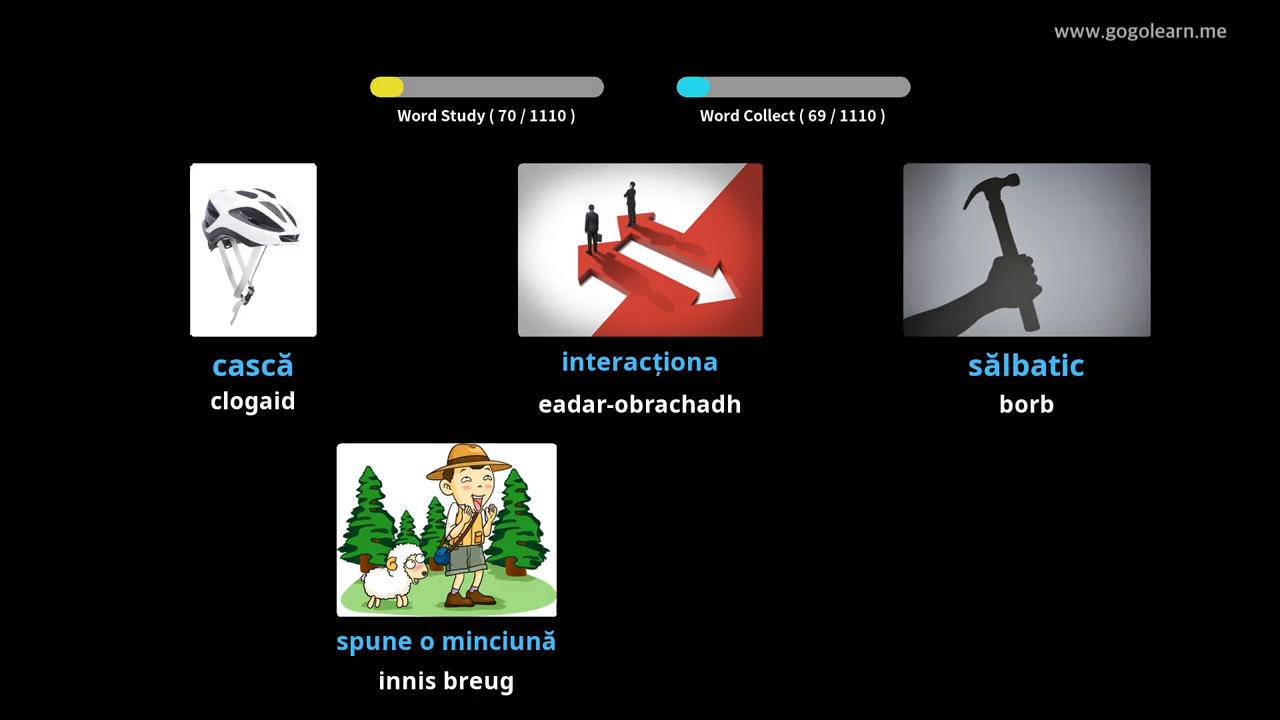 www.gogolearn.me
Word Study ( 70 / 1110 )
Word Collect ( 69 / 1110 )
cască
clogaid
interacționa
eadar-obrachadh
sălbatic
borb
spune o minciună
innis breug